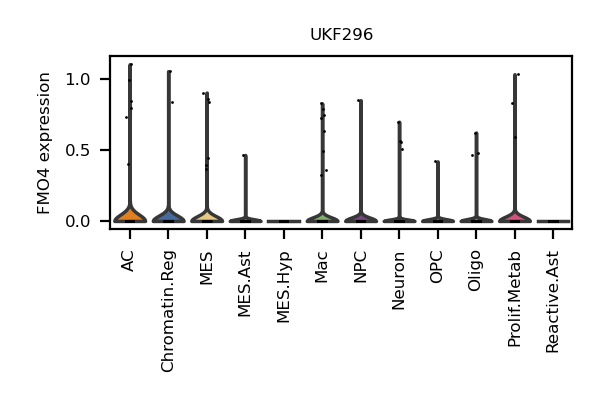 UKF296
FMO4 expression
1.0
0.5
0.0
AC
Chromatin.Reg
MES
MES.Ast
MES.Hyp
Mac
NPC
Neuron
OPC
Oligo
Prolif.Metab
Reactive.Ast